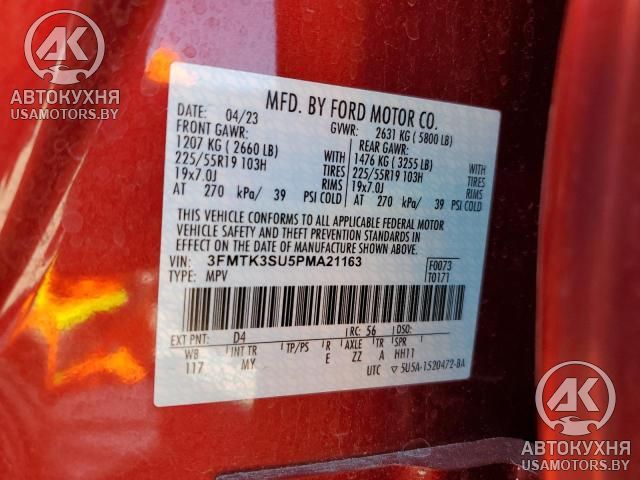 AK
АВТОКУХНЯ
USAMOTORS.BY
MFD. BY FORD MOTOR CO.
DATE: 04/23 GVWR: 2631 KG ( 5800 LB)
FRONT GAWR: REAR GAWR:
1207 KG ( 2660 LB) 1476 KG ( 3255 LB)
225/55R19 103H TIRES 225/55R19 103H TIRES
19x7.0J RIMS 19x7.0J RIMS
AT 270 kPa/ 39 PSI COLD AT 270 kPa/ 39 PSI COLD
THIS VEHICLE CONFORMS TO ALL APPLICABLE FEDERAL MOTOR
VEHICLE SAFETY AND THEFT PREVENTION STANDARDS IN
EFFECT ON THE DATE OF MANUFACTURE SHOWN ABOVE.
VIN: 3FMTK3SU5PMA21163 F0073
TYPE: MPV T0171
EXT PNT: D4 RC: 56 DSO:
WB INT TR TP/PS R AXLE TR SPR
117 MY E ZZ A HH11
UTC ▽5U5A-1520472-BA
AK
АВТОКУХНЯ
USAMOTORS.BY